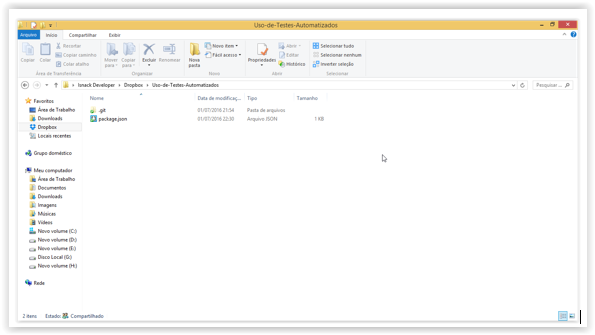 Uso-de-Testes-Automatizados
Arquivo Início Compartilhar Exibir
Copiar Colar Recortar Copiar caminho Colar atalho
Mover para Copiar para Excluir Renomear
Nova pasta Novo item Fácil acesso
Propriedades Abrir Editar Histórico
Selecionar tudo Selecionar nenhum Inverter seleção
Área de Transferência Organizar Novo Abrir Selecionar
Isnack Developer Dropbox Uso-de-Testes-Automatizados Pesquisar ...
Favoritos
Área de Trabalho
Downloads
Dropbox
Locais recentes
Grupo doméstico
Meu computador
Área de Trabalho
Documentos
Downloads
Imagens
Músicas
Vídeos
Novo volume (C:)
Novo volume (D:)
Novo volume (E:)
Disco Local (G:)
Novo volume (H:)
Rede
Nome Data de modificaç... Tipo Tamanho
.git 01/07/2016 21:54 Pasta de arquivos
package.json 01/07/2016 22:30 Arquivo JSON 1 KB
2 itens Estado: Compartilhado